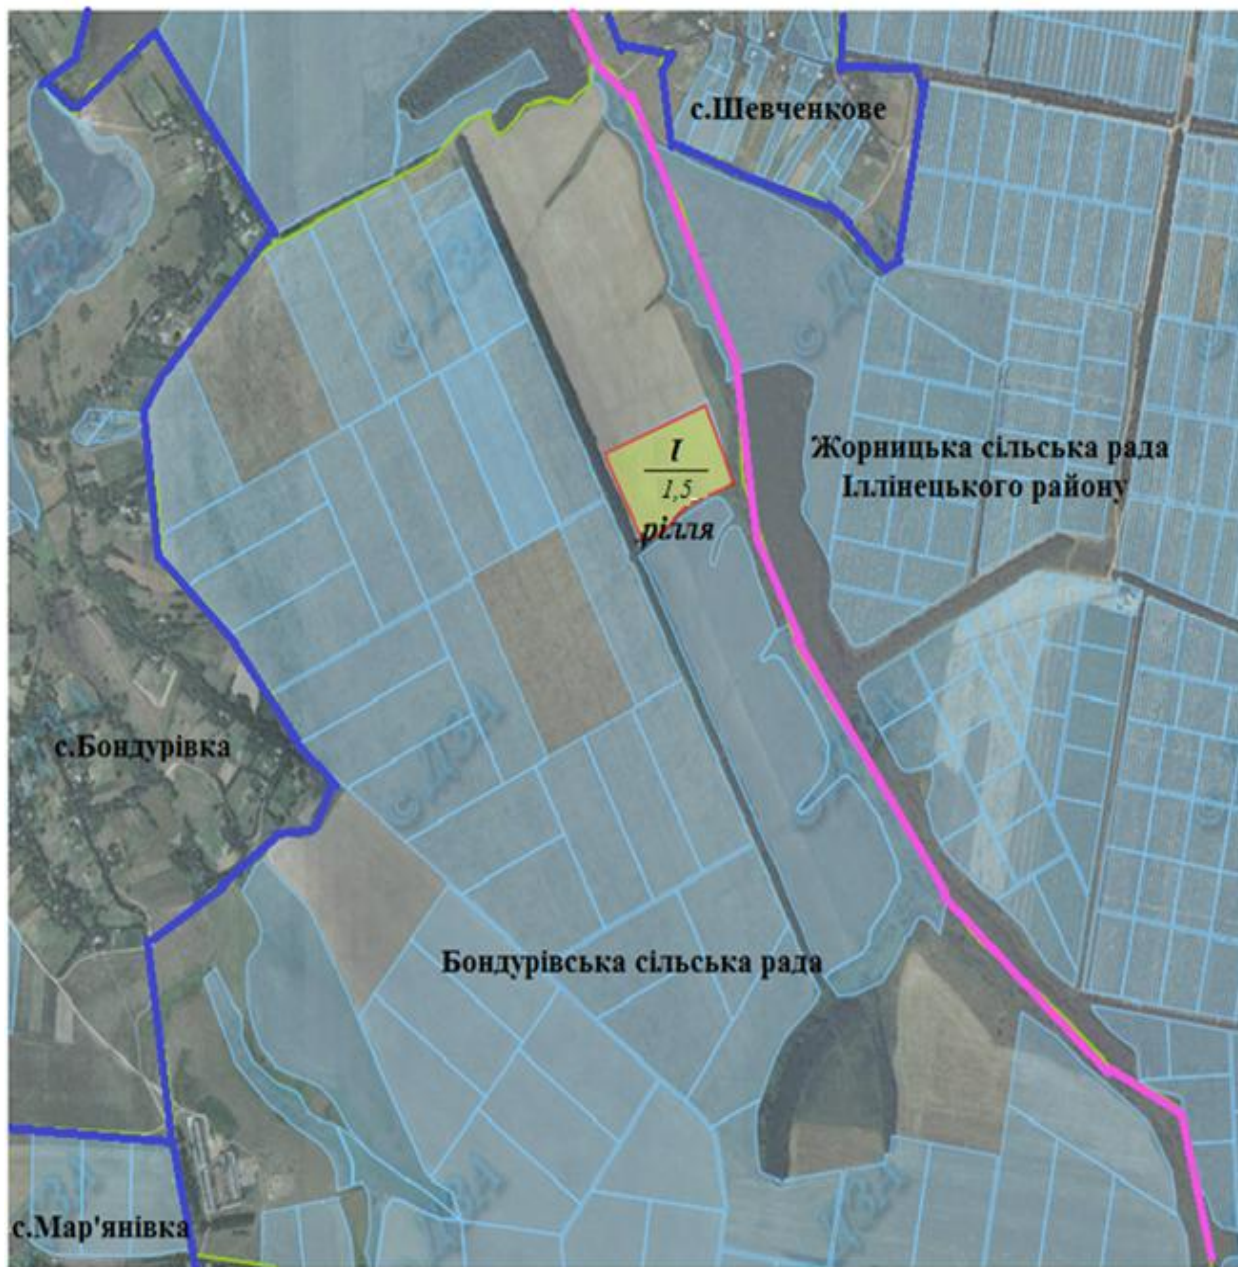 с.Шевченкове
Жорницька сільська рада
Іллінецького району
І
1,5
рілля
с.Бондурівка
Бондурівська сільська рада
с.Мар'янівка